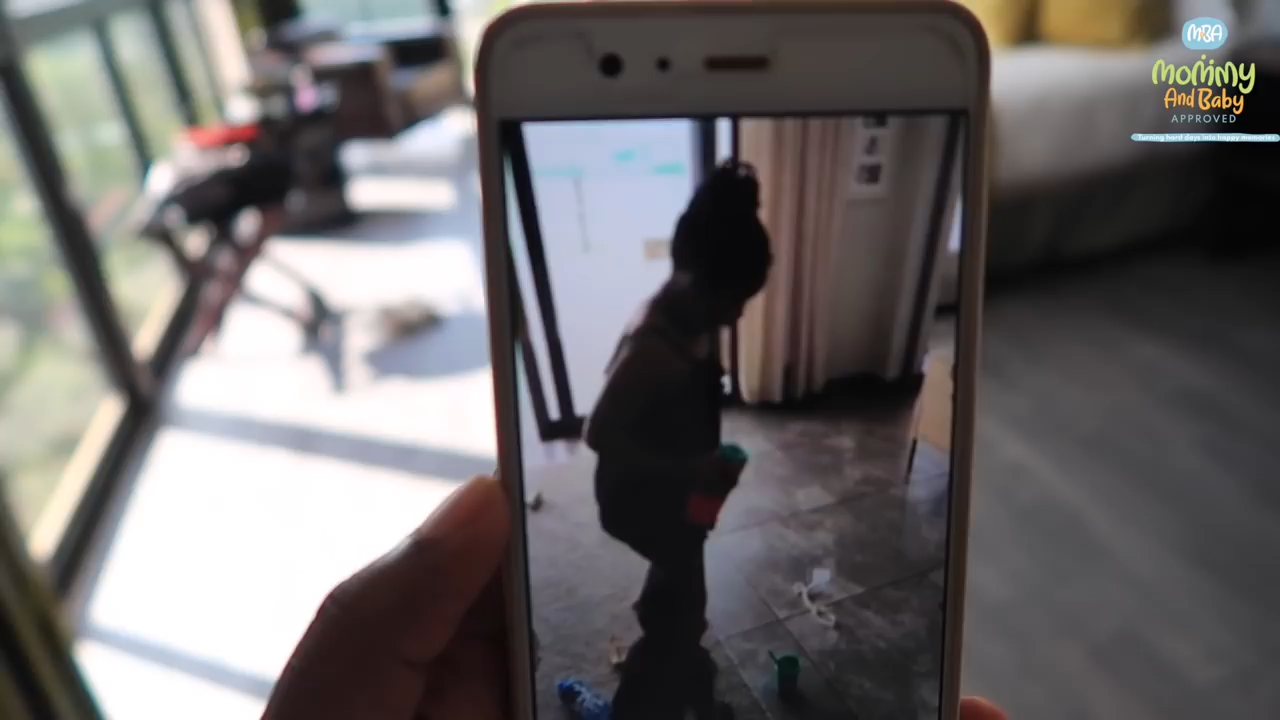 MBA
Mommy
And Baby
APPROVED
Turning hard days into happy memories